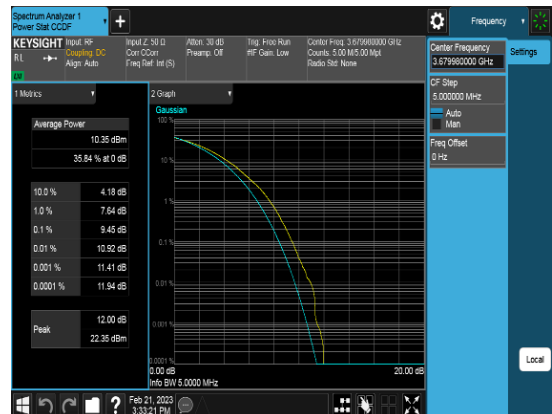 Spectrum Analyzer 1
Power Stat CCDF
+
Frequency
KEYSIGHT
RL
Input: RF
Coupling: DC
Align: Auto
Input Z: 50 Ω
Corr CCorr
Freq Ref: Int (S)
Atten: 30 dB
Preamp: Off
Trig: Free Run
#IF Gain: Low
Center Freq: 3.679980000 GHz
Counts: 5.00 M/5.00 Mpt
Radio Std: None
LW
1 Metrics
Average Power
10.35 dBm
35.84 % at 0 dB
10.0 % 4.18 dB
1.0 % 7.64 dB
0.1 % 9.45 dB
0.01 % 10.92 dB
0.001 % 11.41 dB
0.0001 % 11.94 dB
Peak
12.00 dB
22.35 dBm
2 Graph
Gaussian
100 %
10 %
1 %
0.1 %
0.01 %
0.001 %
0.0001 %
0.00 dB 20.00 dB
Info BW 5.0000 MHz
Center Frequency
3.679980000 GHz
Settings
CF Step
5.000000 MHz
Auto
Man
Freq Offset
0 Hz
Local
?
Feb 21, 2023
3:33:21 PM